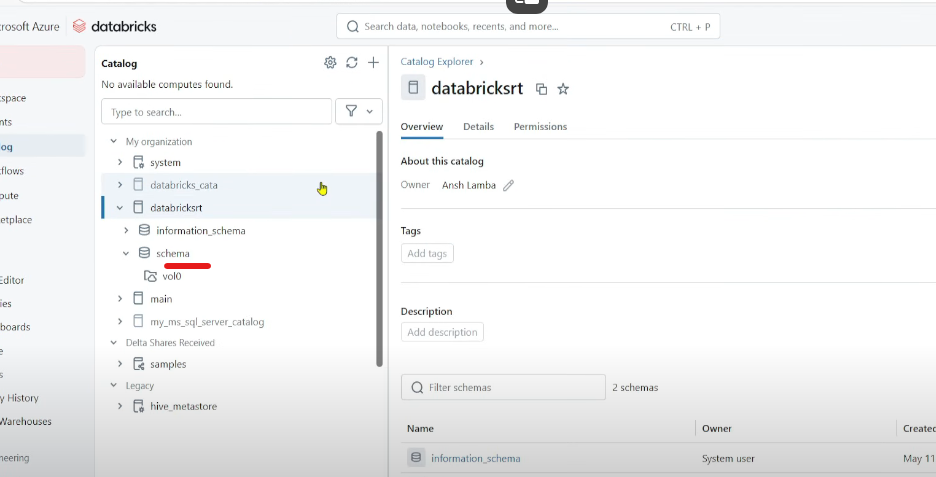 crosoft Azure
databricks
Search data, notebooks, recents, and more...
CTRL + P
space
nts
og
flows
pute
etplace
Editor
ies
boards
e
s
y History
Warehouses
neering
Catalog
No available computes found.
Type to search...
My organization
system
databricks_cata
databricksrt
information_schema
schema
vol0
main
my_ms_sql_server_catalog
Delta Shares Received
samples
Legacy
hive_metastore
Catalog Explorer ›
databricksrt
Overview Details Permissions
About this catalog
Owner Ansh Lamba
Tags
Add tags
Description
Add description
Filter schemas 2 schemas
Name Owner Created
information_schema System user May 11